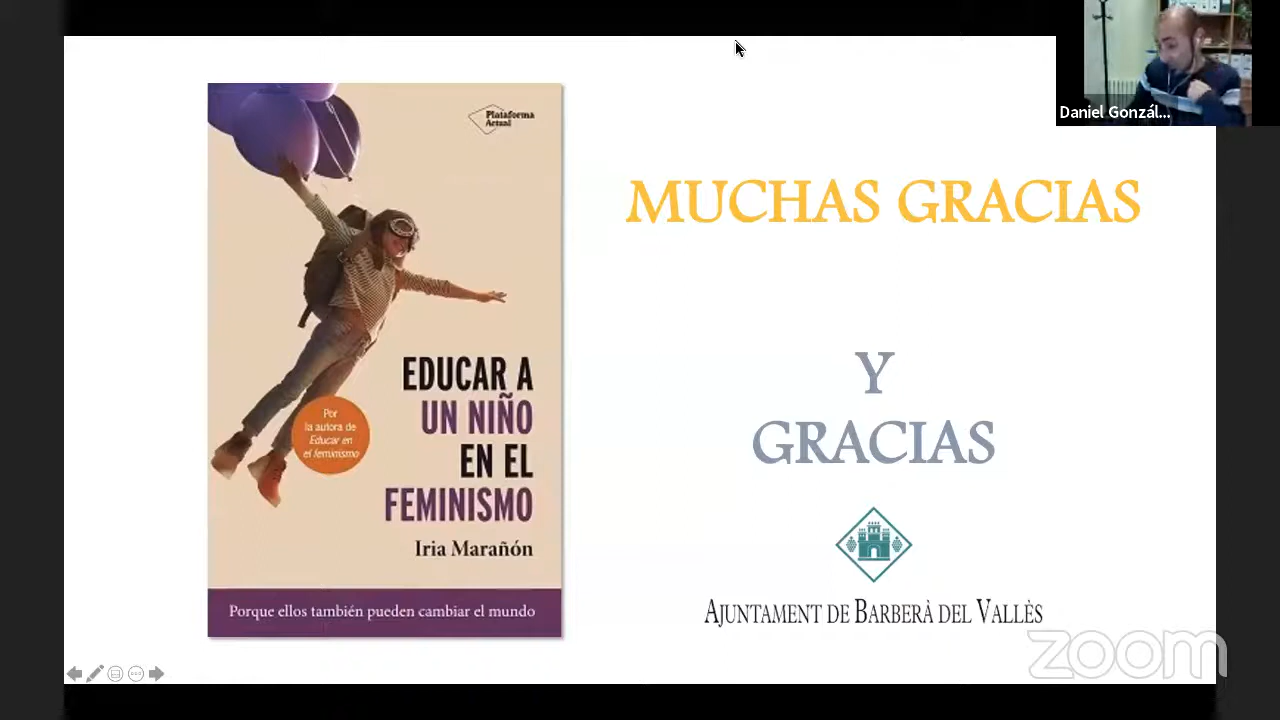 Plataforma
Actual
EDUCAR A
UN NIÑO
EN EL
FEMINISMO
Por
la autora de
Educar en
el feminismo
Iria Marañón
Porque ellos también pueden cambiar el mundo
MUCHAS GRACIAS
Y
GRACIAS
AJUNTAMENT DE BARBERÀ DEL VALLÈS
Daniel Gonzál...
zoom